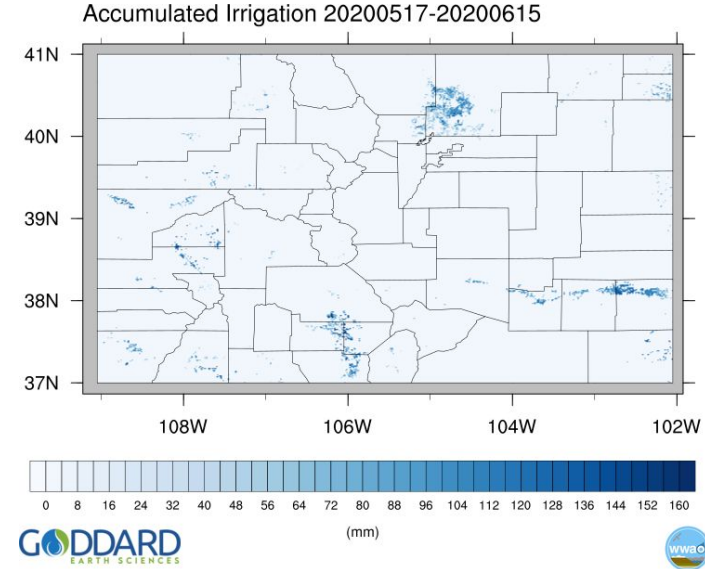 Accumulated Irrigation 20200517-20200615
41N
40N
39N
38N
37N
108W 106W 104W 102W
0 8 16 24 32 40 48 56 64 72 80 88 96 104 112 120 128 136 144 152 160
(mm)
GODDARD
EARTH SCIENCES
wwao